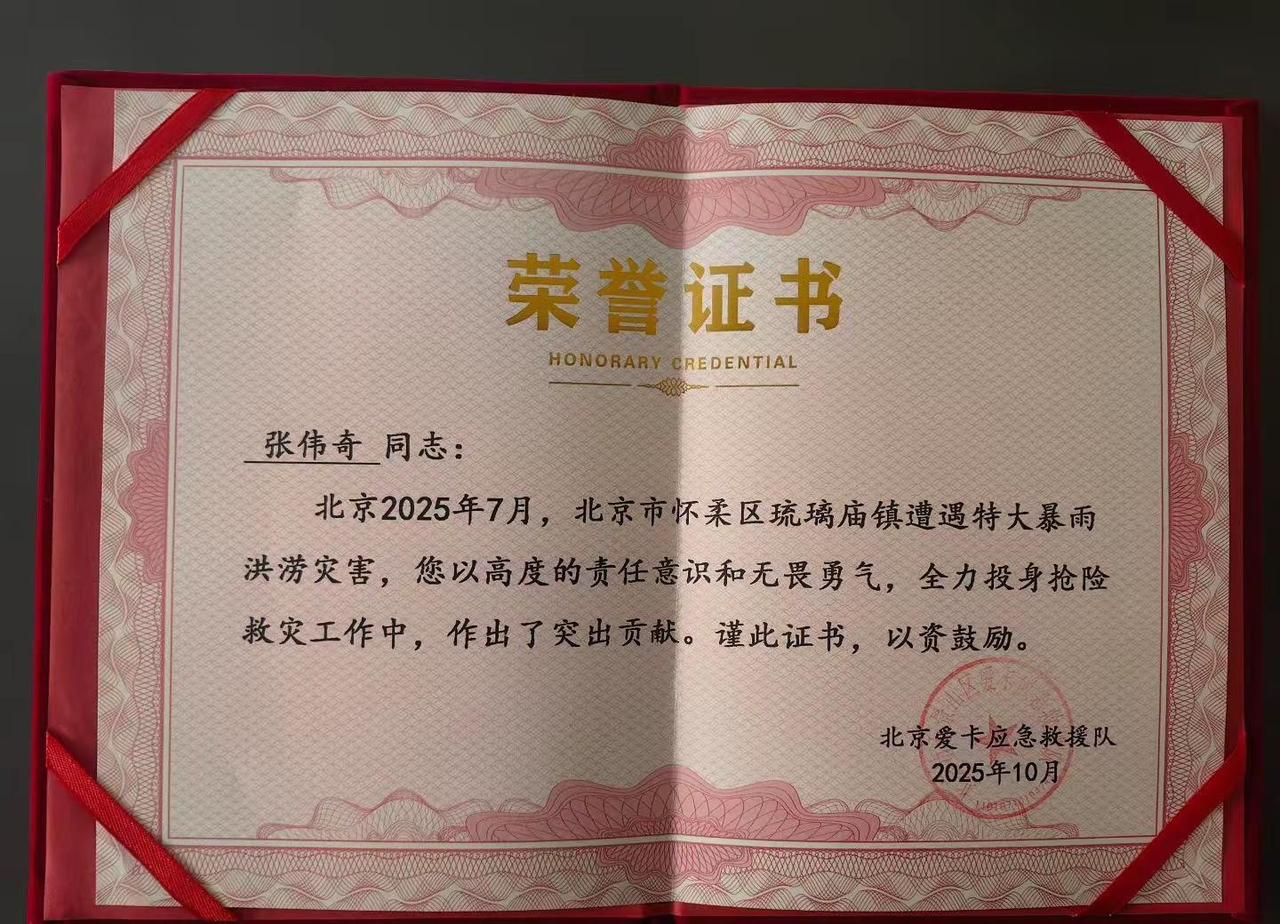 荣誉证书
HONORARY CREDENTIAL
张伟奇 同志：
北京2025年7月，北京市怀柔区琉璃庙镇遭遇特大暴雨
洪涝灾害，您以高度的责任意识和无畏勇气，全力投身抢险
救灾工作中，作出了突出贡献。谨此证书，以资鼓励。
北京爱卡应急救援队
2025年10月